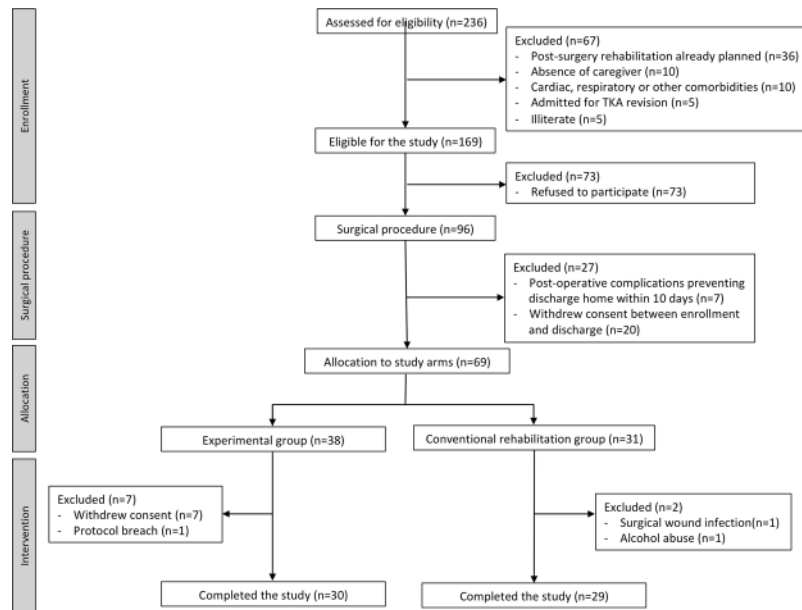 Enrollment
Assessed for eligibility (n=236)
Excluded (n=67)
- Post-surgery rehabilitation already planned (n=36)
- Absence of caregiver (n=10)
- Cardiac, respiratory or other comorbidities (n=10)
- Admitted for TKA revision (n=5)
- Illiterate (n=5)
Eligible for the study (n=169)
Excluded (n=73)
- Refused to participate (n=73)
Surgical procedure
Surgical procedure (n=96)
Excluded (n=27)
- Post-operative complications preventing
discharge home within 10 days (n=7)
- Withdrew consent between enrollment
and discharge (n=20)
Allocation to study arms (n=69)
Allocation
Experimental group (n=38)
Conventional rehabilitation group (n=31)
Intervention
Excluded (n=7)
- Withdrew consent (n=7)
- Protocol breach (n=1)
Excluded (n=2)
- Surgical wound infection(n=1)
- Alcohol abuse (n=1)
Completed the study (n=30)
Completed the study (n=29)